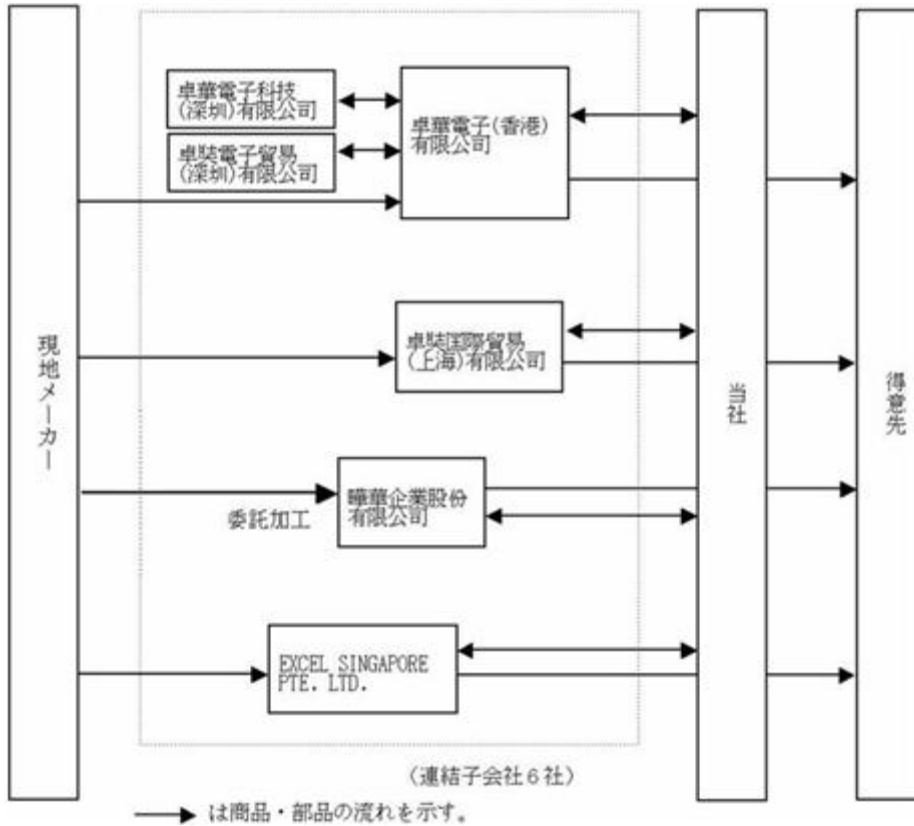 卓華電子科技
(深圳)有限公司
卓奘電子貿易
(深圳)有限公司
卓華電子(香港)
有限公司
現地メーカー
卓奘国際貿易
(上海)有限公司
当社
得意先
委託加工
曄華企業股份
有限公司
EXCEL SINGAPORE
PTE. LTD.
(連結子会社6社)
は商品・部品の流れを示す。